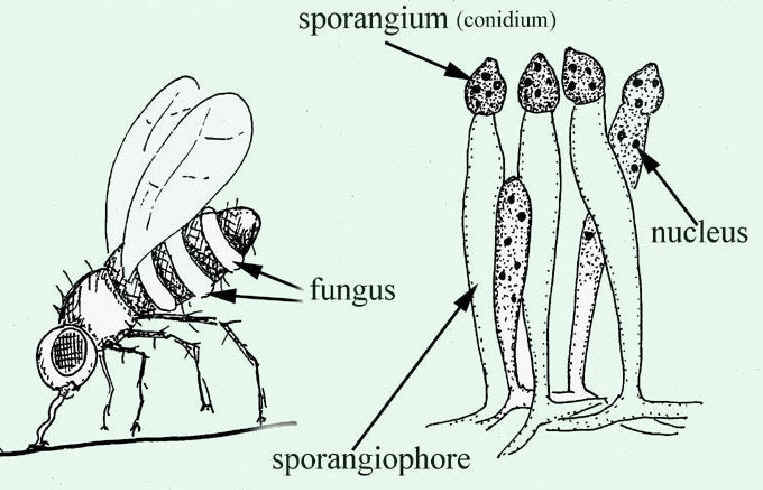 sporangium (conidium)
nucleus
fungus
sporangiophore